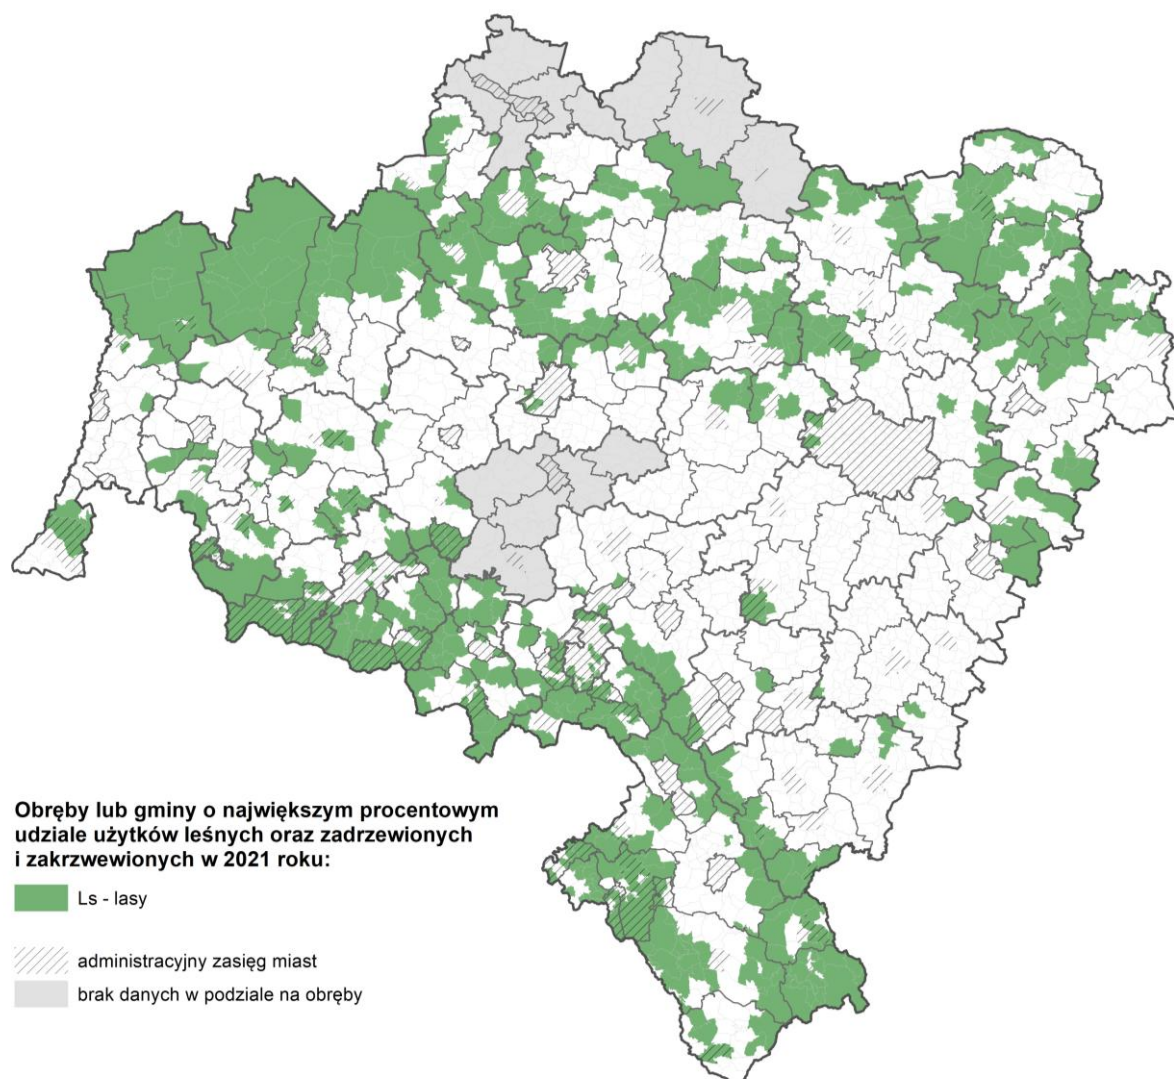 Obręby lub gminy o największym procentowym
udziale użytków leśnych oraz zadrzewionych
i zakrzwewionych w 2021 roku:
Ls - lasy
administracyjny zasięg miast
brak danych w podziale na obręby